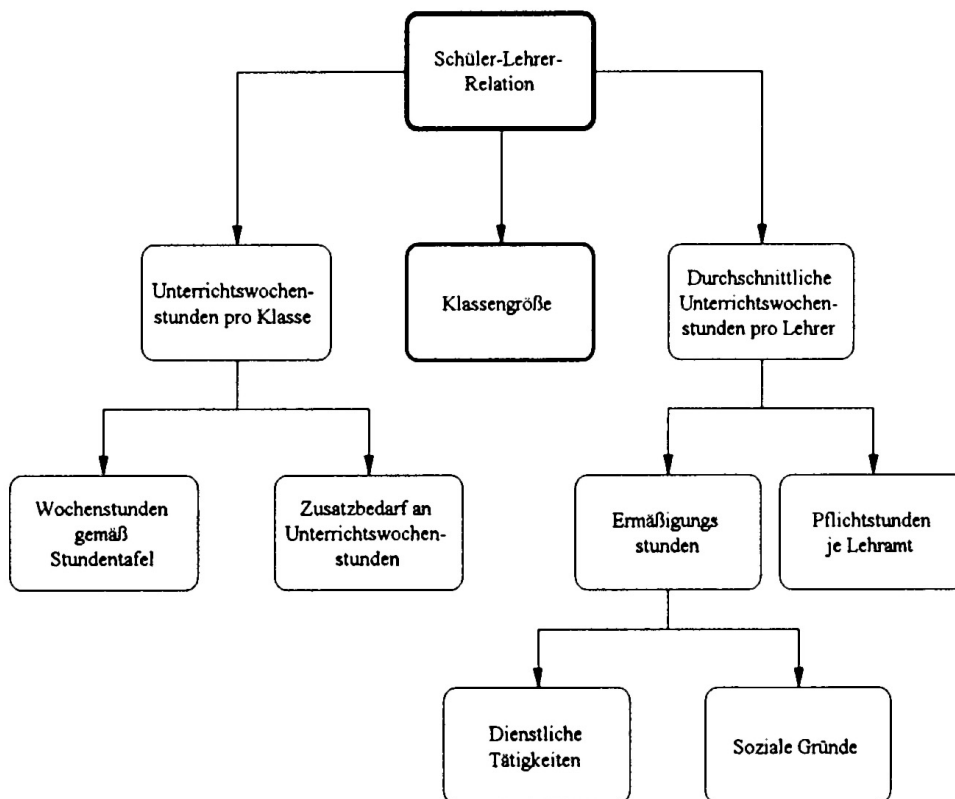 Schüler-Lehrer-
Relation
Unterrichtswochen-
stunden pro Klasse
Klassengröße
Durchschnittliche
Unterrichtswochen-
stunden pro Lehrer
Wochenstunden
gemäß
Stundentafel
Zusatzbedarf an
Unterrichtswochen-
stunden
Ermäßigungs
stunden
Pflichtstunden
je Lehramt
Dienstliche
Tätigkeiten
Soziale Gründe